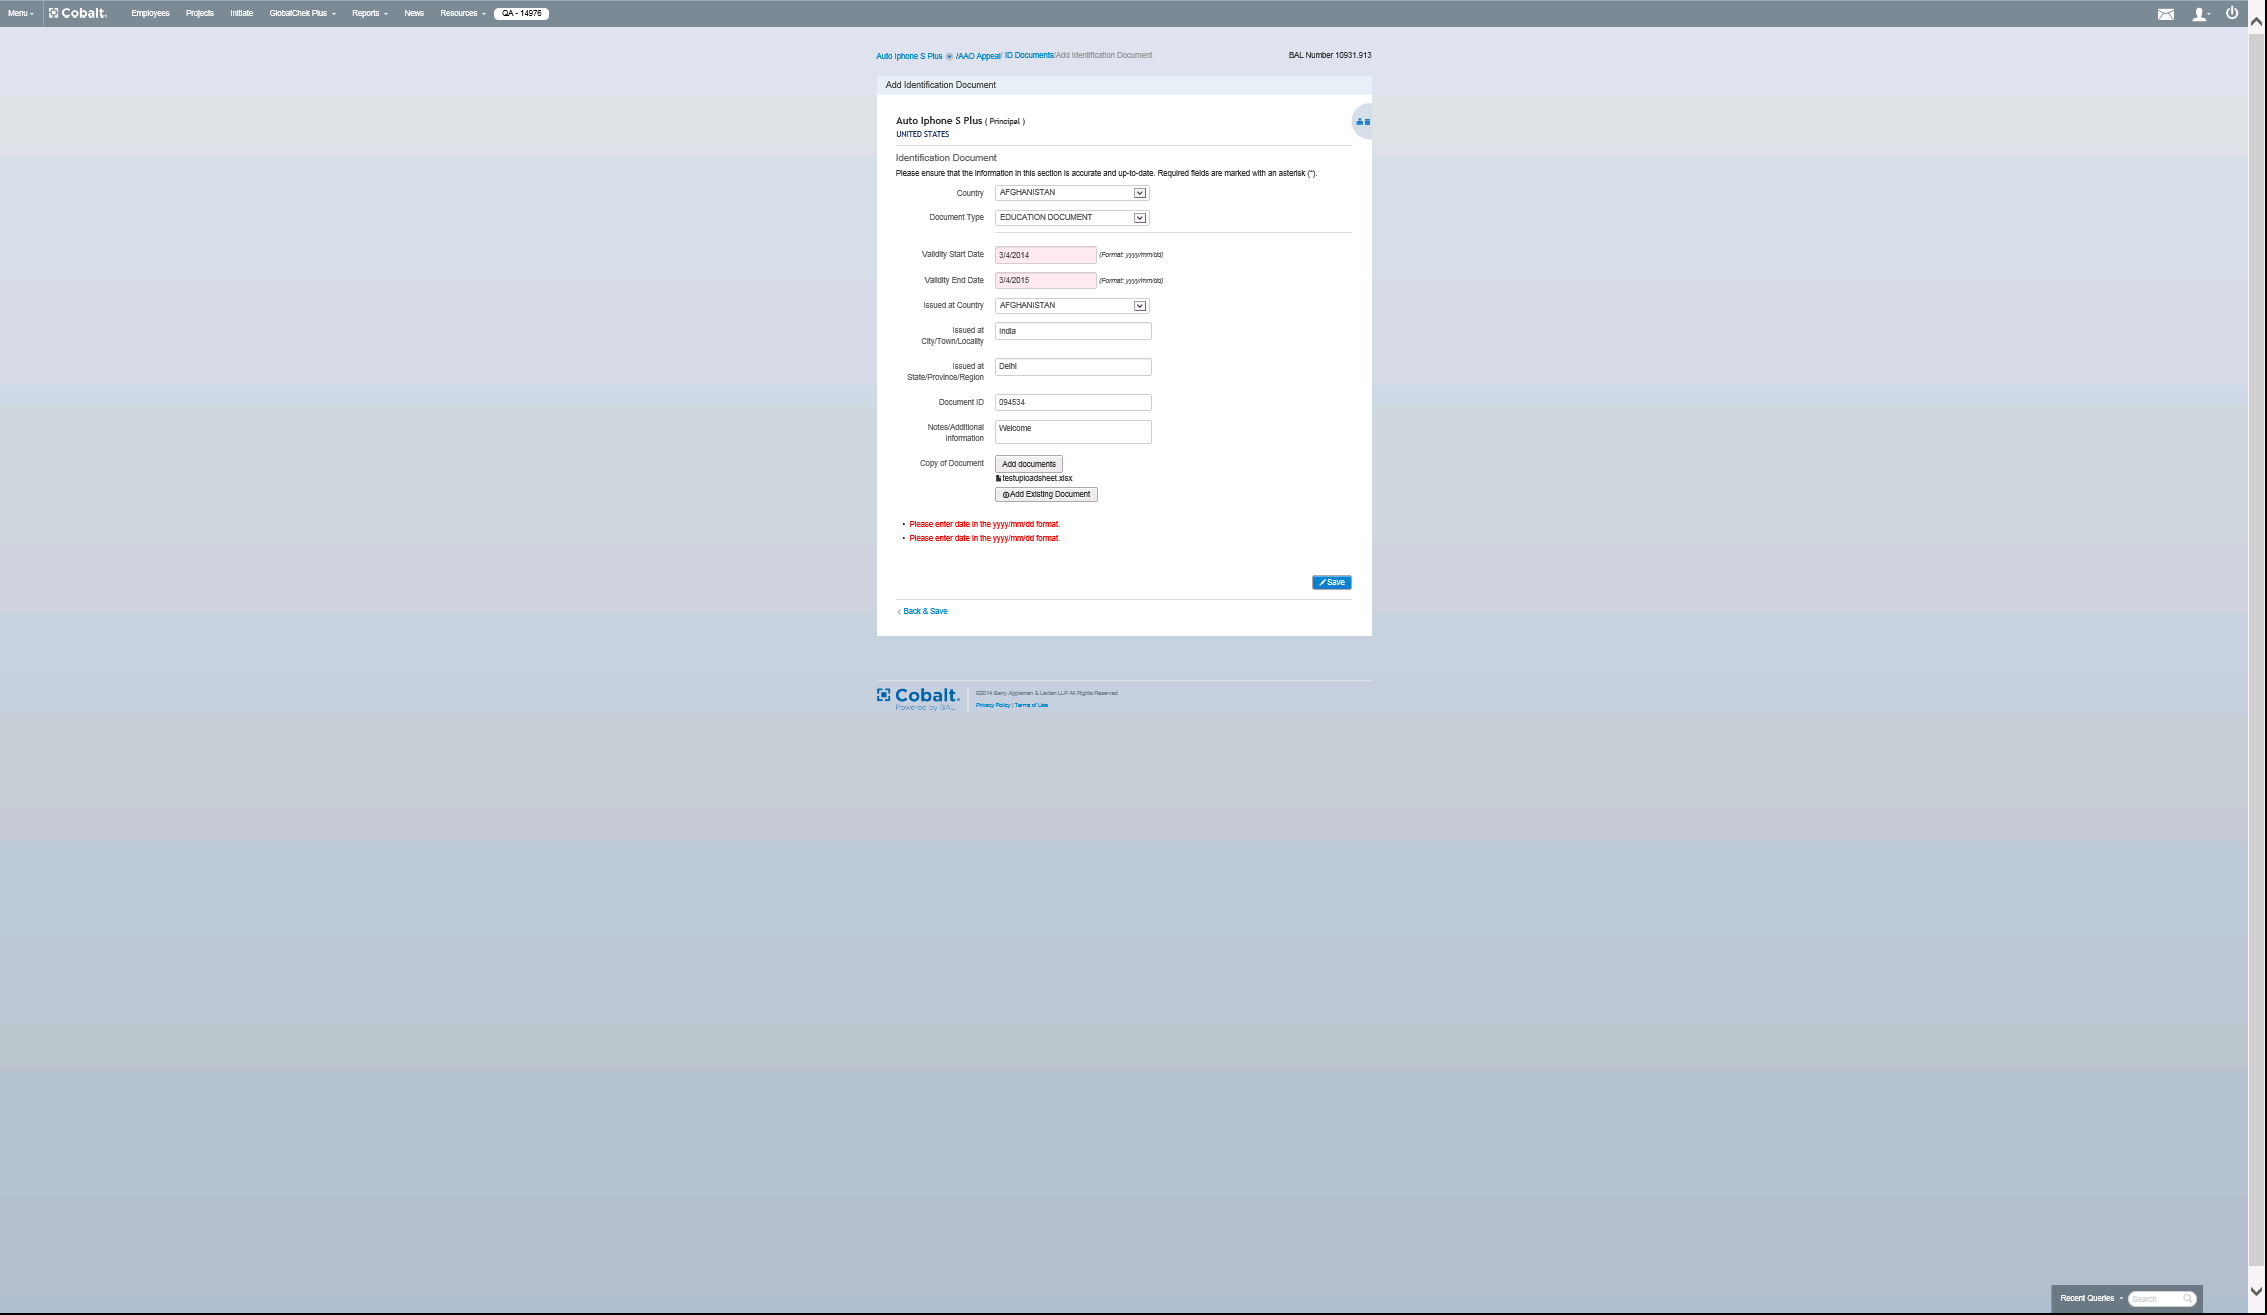 Menu Cobalt. Employees Projects Initiate GlobalChek Plus Reports News Resources QA - 14976
Auto Iphone S Plus /AAO Appeal/ ID Documents/Add Identification Document BAL Number 10931.913
Add Identification Document
Auto Iphone S Plus ( Principal )
UNITED STATES
Identification Document
Please ensure that the information in this section is accurate and up-to-date. Required fields are marked with an asterisk (*).
Country AFGHANISTAN
Document Type EDUCATION DOCUMENT
Validity Start Date 3/4/2014 (Format: yyyy/mm/dd)
Validity End Date 3/4/2015 (Format: yyyy/mm/dd)
Issued at Country AFGHANISTAN
Issued at India
City/Town/Locality
Issued at Delhi
State/Province/Region
Document ID 094534
Notes/Additional Welcome
Information
Copy of Document Add documents
testuploadsheet.xlsx
Add Existing Document
• Please enter date in the yyyy/mm/dd format.
• Please enter date in the yyyy/mm/dd format.
Save
Back & Save
Cobalt
Powered by BAL
©2014 Berry Appleman & Leiden LLP All Rights Reserved
Privacy Policy | Terms of Use
Recent Queries Search